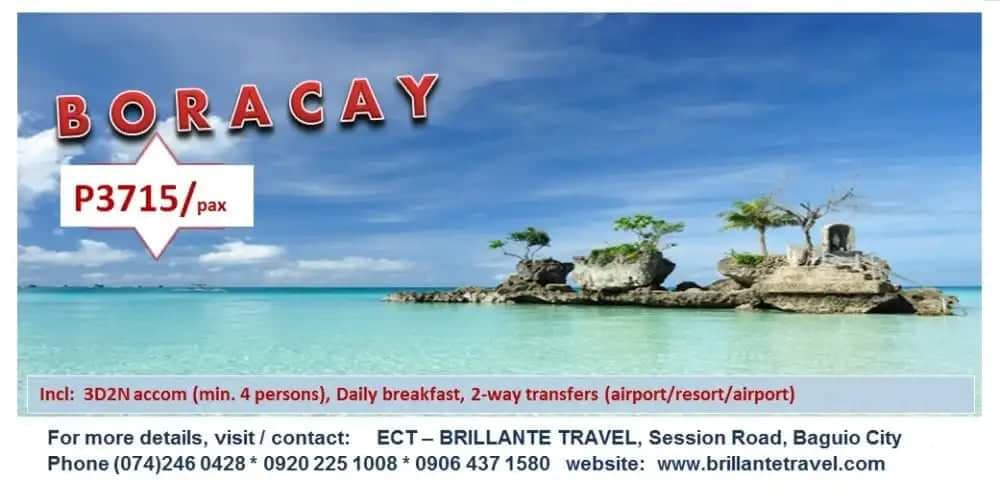 BORACAY
P3715/pax
Incl: 3D2N accom (min. 4 persons), Daily breakfast, 2-way transfers (airport/resort/airport)
For more details, visit / contact: ECT – BRILLANTE TRAVEL, Session Road, Baguio City
Phone (074)246 0428 * 0920 225 1008 * 0906 437 1580 website: www.brillantetravel.com